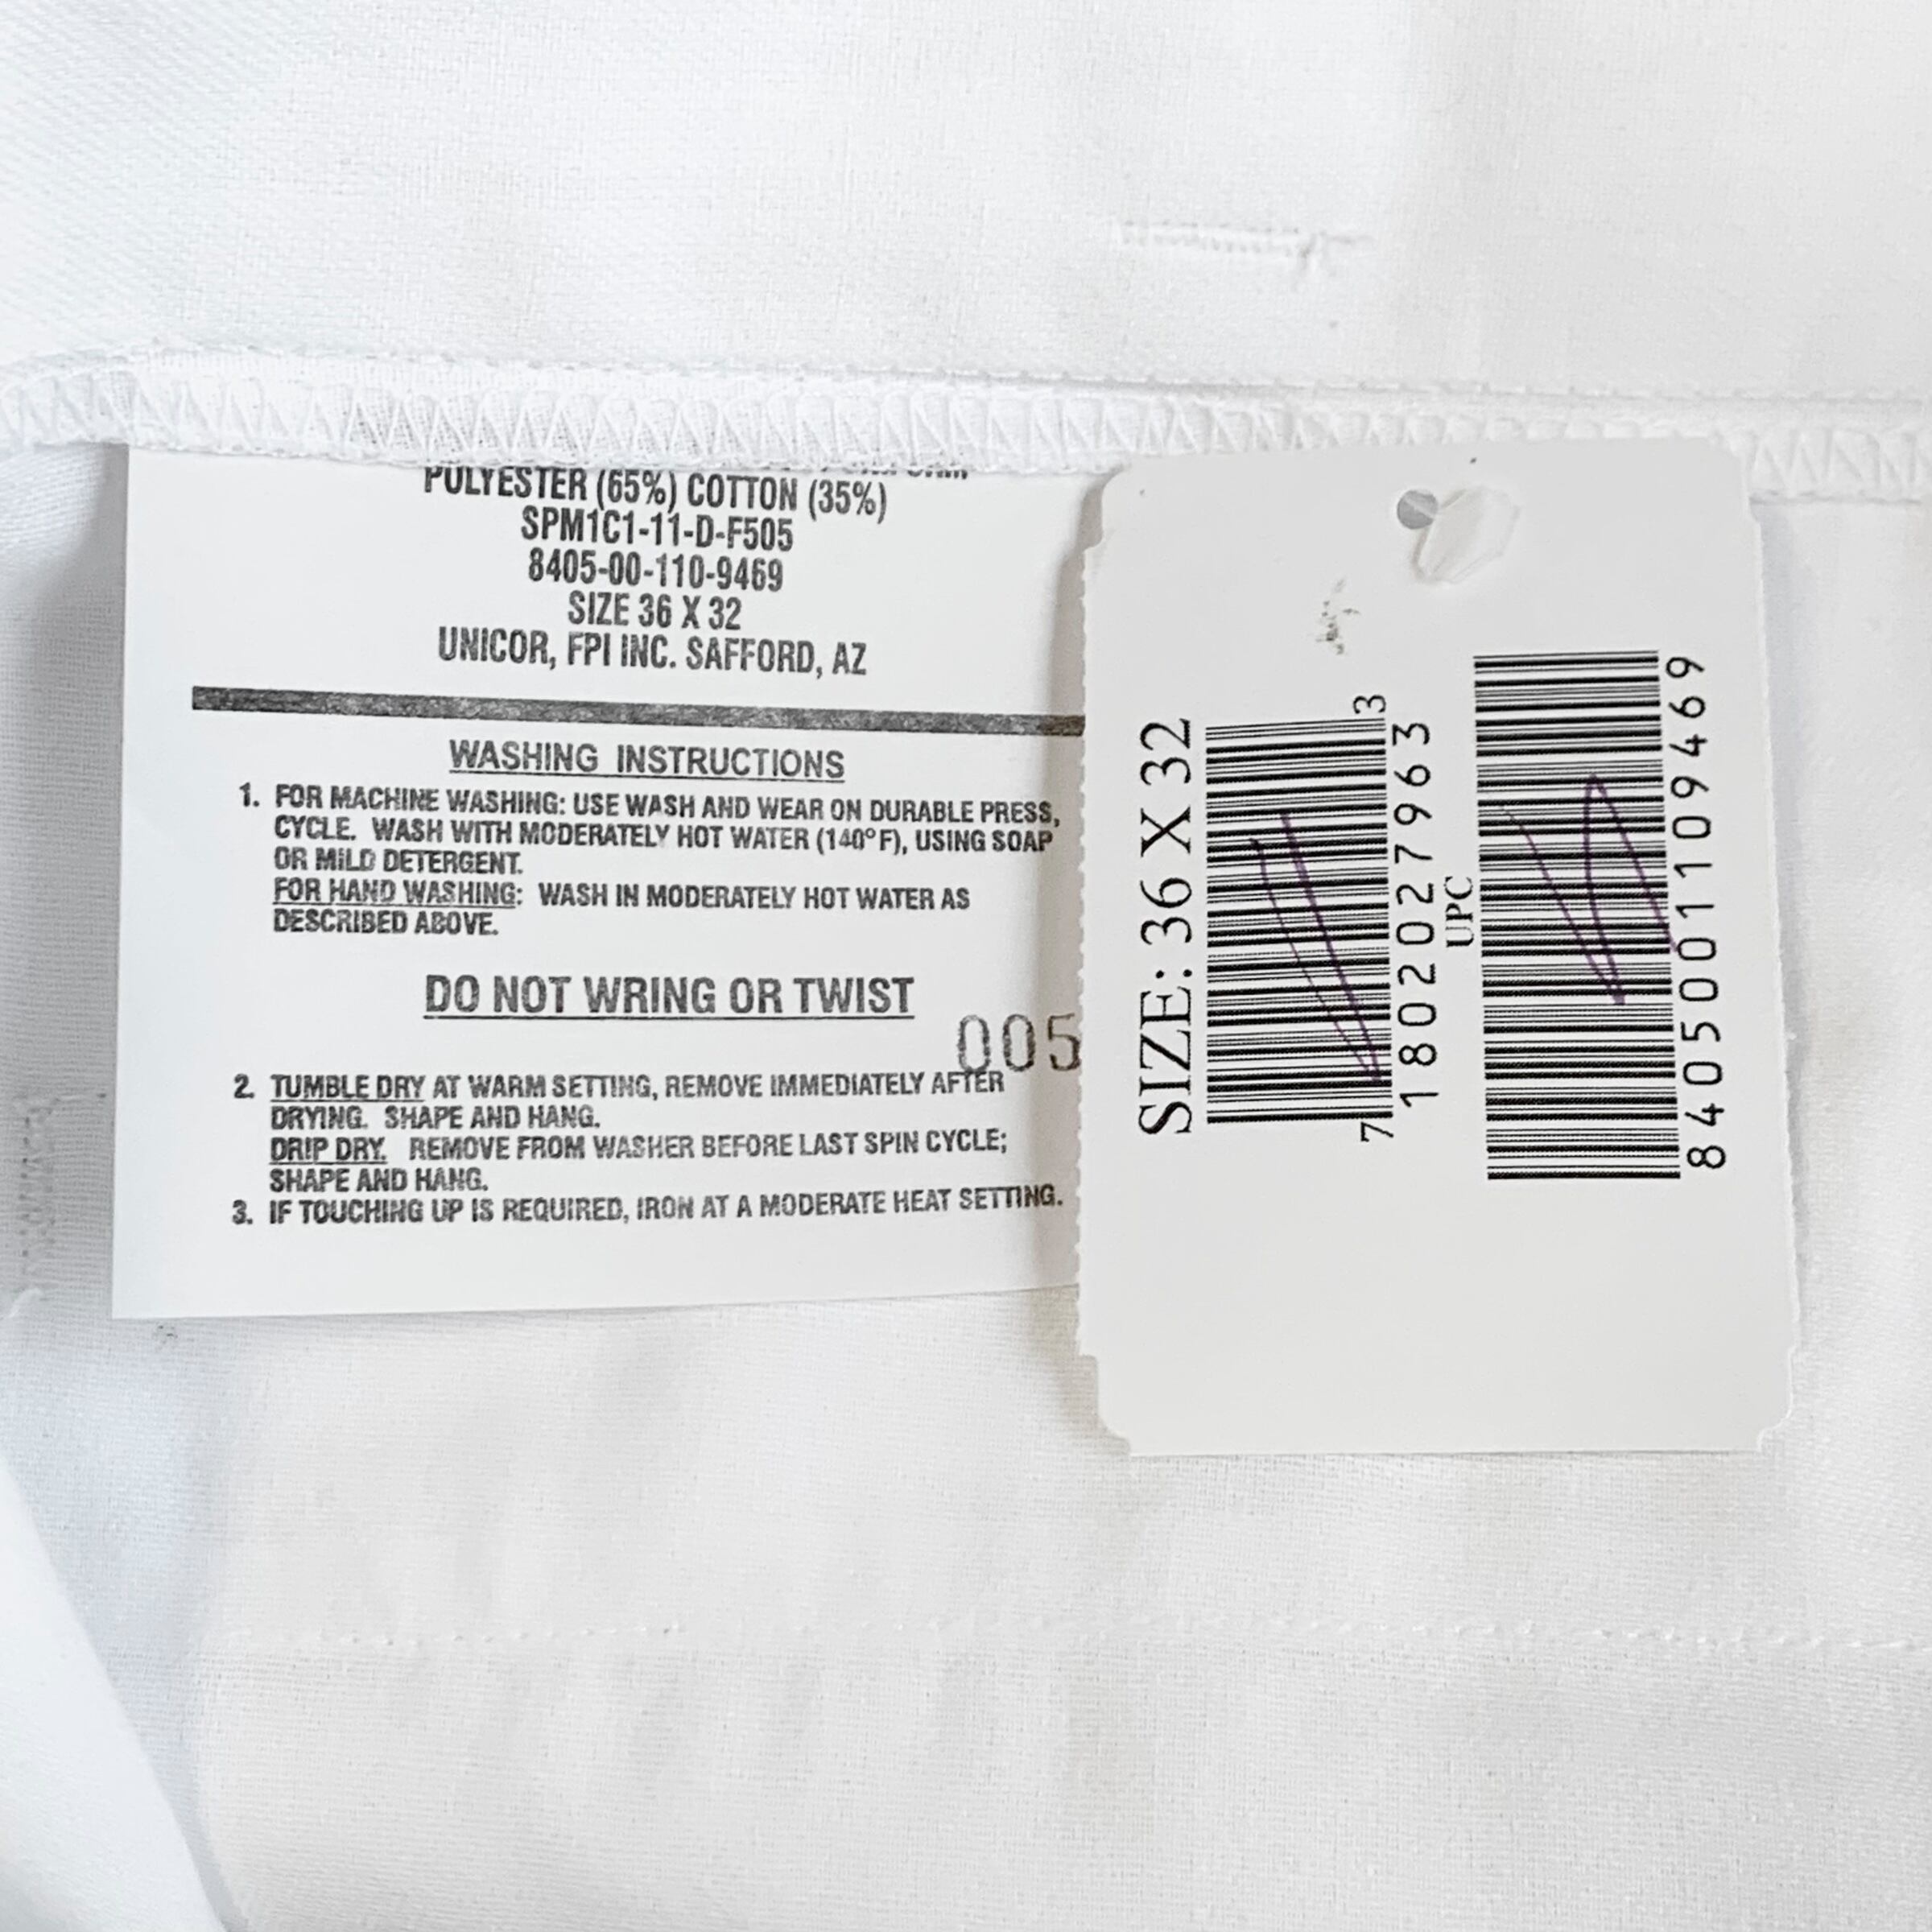 POLYESTER (65%) COTTON (35%)
SPM1C1-11-D-F505
8405-00-110-9469
SIZE 36 X 32
UNICOR, FPI INC. SAFFORD, AZ
WASHING INSTRUCTIONS
1. FOR MACHINE WASHING: USE WASH AND WEAR ON DURABLE PRESS,
CYCLE. WASH WITH MODERATELY HOT WATER (140°F), USING SOAP
OR MILD DETERGENT.
FOR HAND WASHING: WASH IN MODERATELY HOT WATER AS
DESCRIBED ABOVE.
DO NOT WRING OR TWIST
005
2. TUMBLE DRY AT WARM SETTING, REMOVE IMMEDIATELY AFTER
DRYING. SHAPE AND HANG.
DRIP DRY. REMOVE FROM WASHER BEFORE LAST SPIN CYCLE;
SHAPE AND HANG.
3. IF TOUCHING UP IS REQUIRED, IRON AT A MODERATE HEAT SETTING.
SIZE: 36 X 32
7 18020 27963 3
UPC
8405001109469